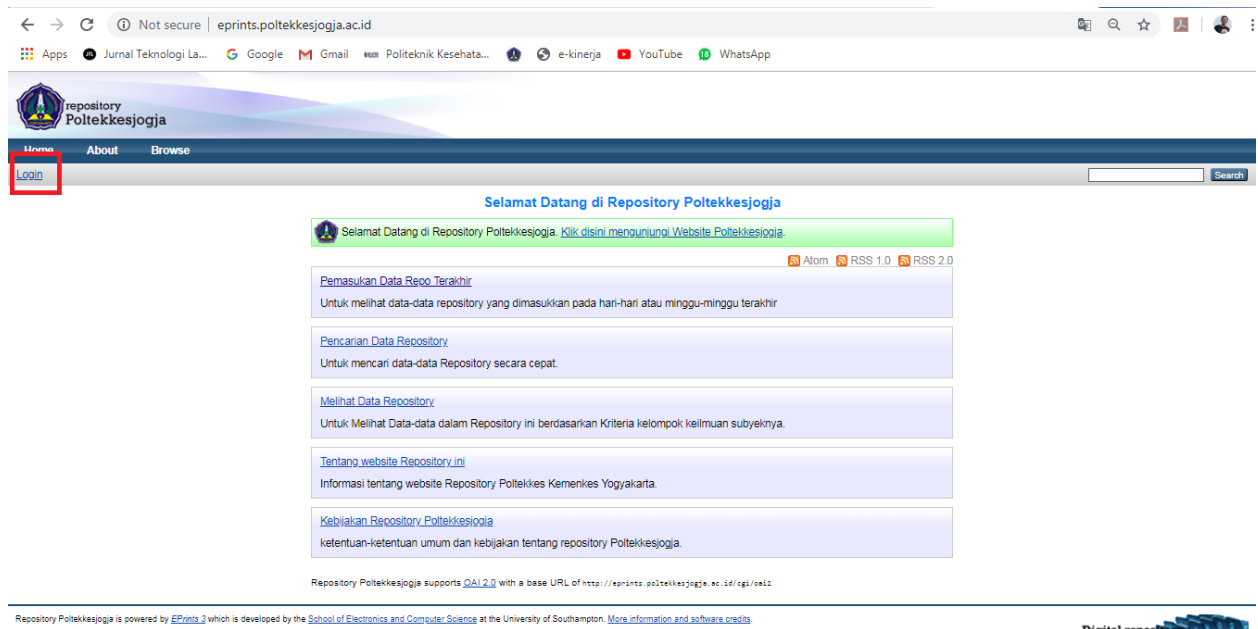 Not secure | eprints.poltekkesjogja.ac.id
Apps Jurnal Teknologi La... Google Gmail Politeknik Kesehata... e-kinerja YouTube WhatsApp
repository
Poltekkesjogja
Home About Browse
Login Search
Selamat Datang di Repository Poltekkesjogja
Selamat Datang di Repository Poltekkesjogja. Klik disini mengunjungi Website Poltekkesjogja.
Atom RSS 1.0 RSS 2.0
Pemasukan Data Repo Terakhir
Untuk melihat data-data repository yang dimasukkan pada hari-hari atau minggu-minggu terakhir
Pencarian Data Repository
Untuk mencari data-data Repository secara cepat.
Melihat Data Repository
Untuk Melihat Data-data dalam Repository ini berdasarkan Kriteria kelompok keilmuan subyeknya.
Tentang website Repository ini
Informasi tentang website Repository Poltekkes Kemenkes Yogyakarta.
Kebijakan Repository Poltekkesjogja
ketentuan-ketentuan umum dan kebijakan tentang repository Poltekkesjogja.
Repository Poltekkesjogja supports OAI 2.0 with a base URL of http://eprints.poltekkesjogja.ac.id/cgi/oai2
Repository Poltekkesjogja is powered by EPrints 3 which is developed by the School of Electronics and Computer Science at the University of Southampton. More information and software credits.